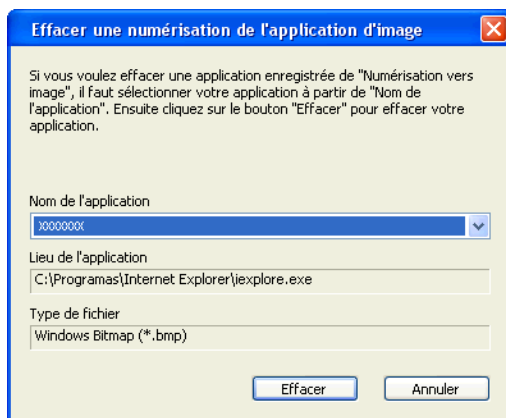 Effacer une numérisation de l'application d'image
Si vous voulez effacer une application enregistrée de "Numérisation vers
image", il faut sélectionner votre application à partir de "Nom de
l'application". Ensuite cliquez sur le bouton "Effacer" pour effacer votre
application.
Nom de l'application
XXXXXXX
Lieu de l'application
C:\Programas\Internet Explorer\iexplore.exe
Type de fichier
Windows Bitmap (*.bmp)
Effacer Annuler